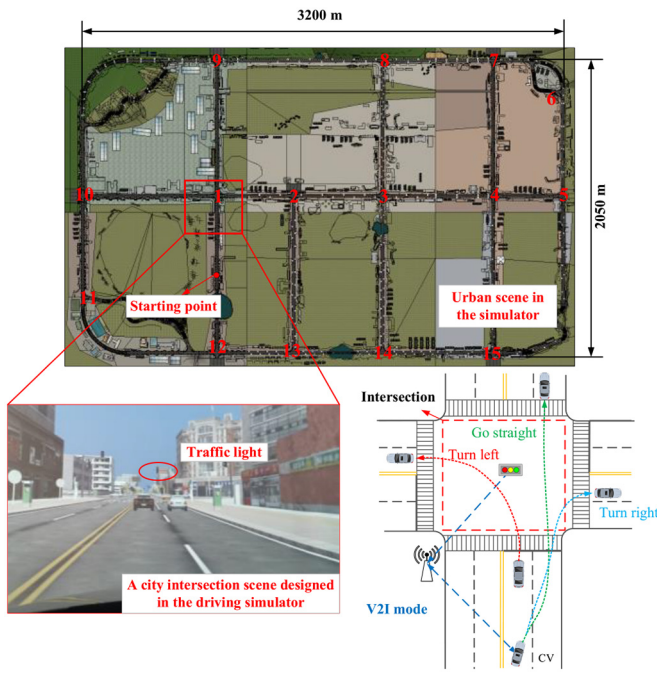 3200 m
9
8
7
6
10
1
2
3
4
5
2050 m
11
Starting point
Urban scene in
the simulator
12
13
14
15
Traffic light
A city intersection scene designed
in the driving simulator
Intersection
Go straight
Turn left
Turn right
V2I mode
CV